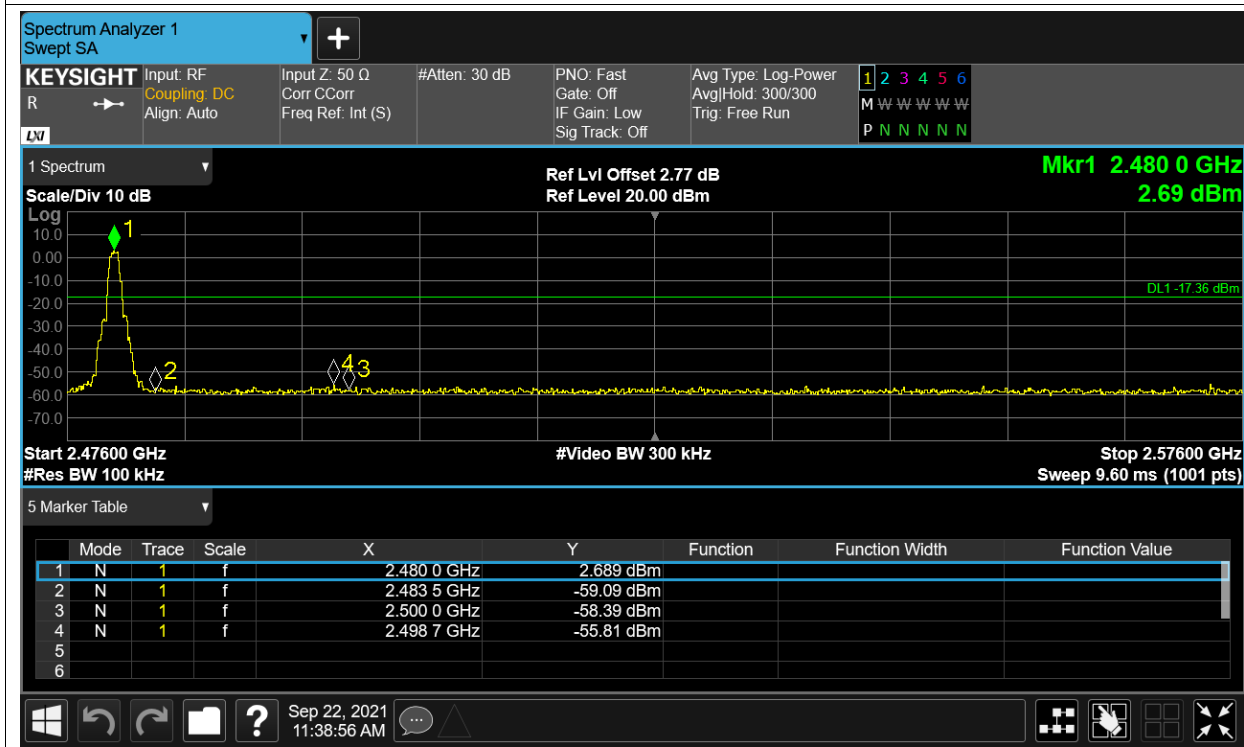 Spectrum Analyzer 1
Swept SA
KEYSIGHT
R
LXI
Input: RF
Coupling: DC
Align: Auto
Input Z: 50 Ω
Corr CCorr
Freq Ref: Int (S)
#Atten: 30 dB
PNO: Fast
Gate: Off
IF Gain: Low
Sig Track: Off
Avg Type: Log-Power
Avg|Hold: 300/300
Trig: Free Run
1 2 3 4 5 6
M W W W W W
P N N N N N
1 Spectrum
Scale/Div 10 dB
Ref Lvl Offset 2.77 dB
Ref Level 20.00 dBm
Mkr1 2.480 0 GHz
2.69 dBm
Log
10.0
0.00
-10.0
-20.0
-30.0
-40.0
-50.0
-60.0
-70.0
1
2
4 3
DL1 -17.36 dBm
Start 2.47600 GHz
#Res BW 100 kHz
#Video BW 300 kHz
Stop 2.57600 GHz
Sweep 9.60 ms (1001 pts)
5 Marker Table
Mode Trace Scale X Y Function Function Width Function Value
1 N 1 f 2.480 0 GHz 2.689 dBm
2 N 1 f 2.483 5 GHz -59.09 dBm
3 N 1 f 2.500 0 GHz -58.39 dBm
4 N 1 f 2.498 7 GHz -55.81 dBm
5
6
?
Sep 22, 2021
11:38:56 AM